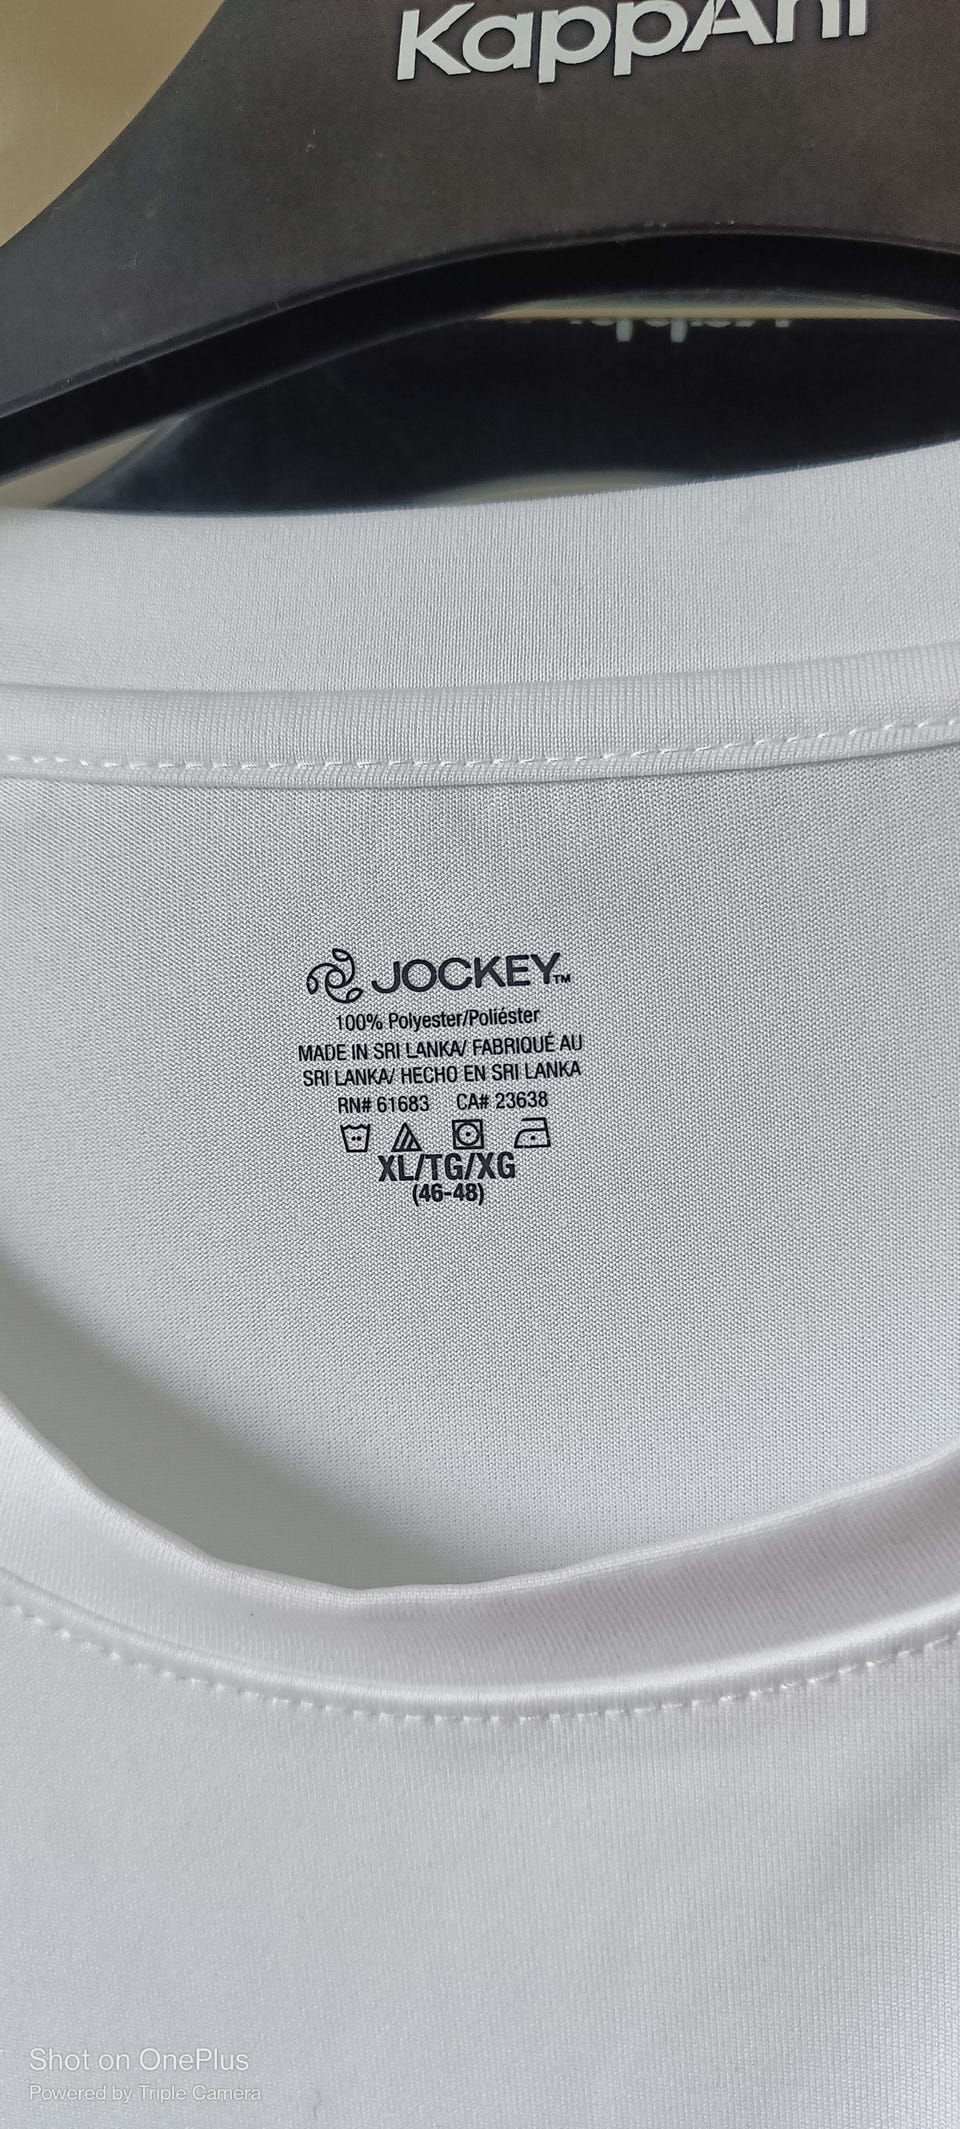 KappAhl
JOCKEY™
100% Polyester/Poliéster
MADE IN SRI LANKA/ FABRIQUÉ AU
SRI LANKA/ HECHO EN SRI LANKA
RN# 61683 CA# 23638
XL/TG/XG
(46-48)
Shot on OnePlus
Powered by Triple Camera